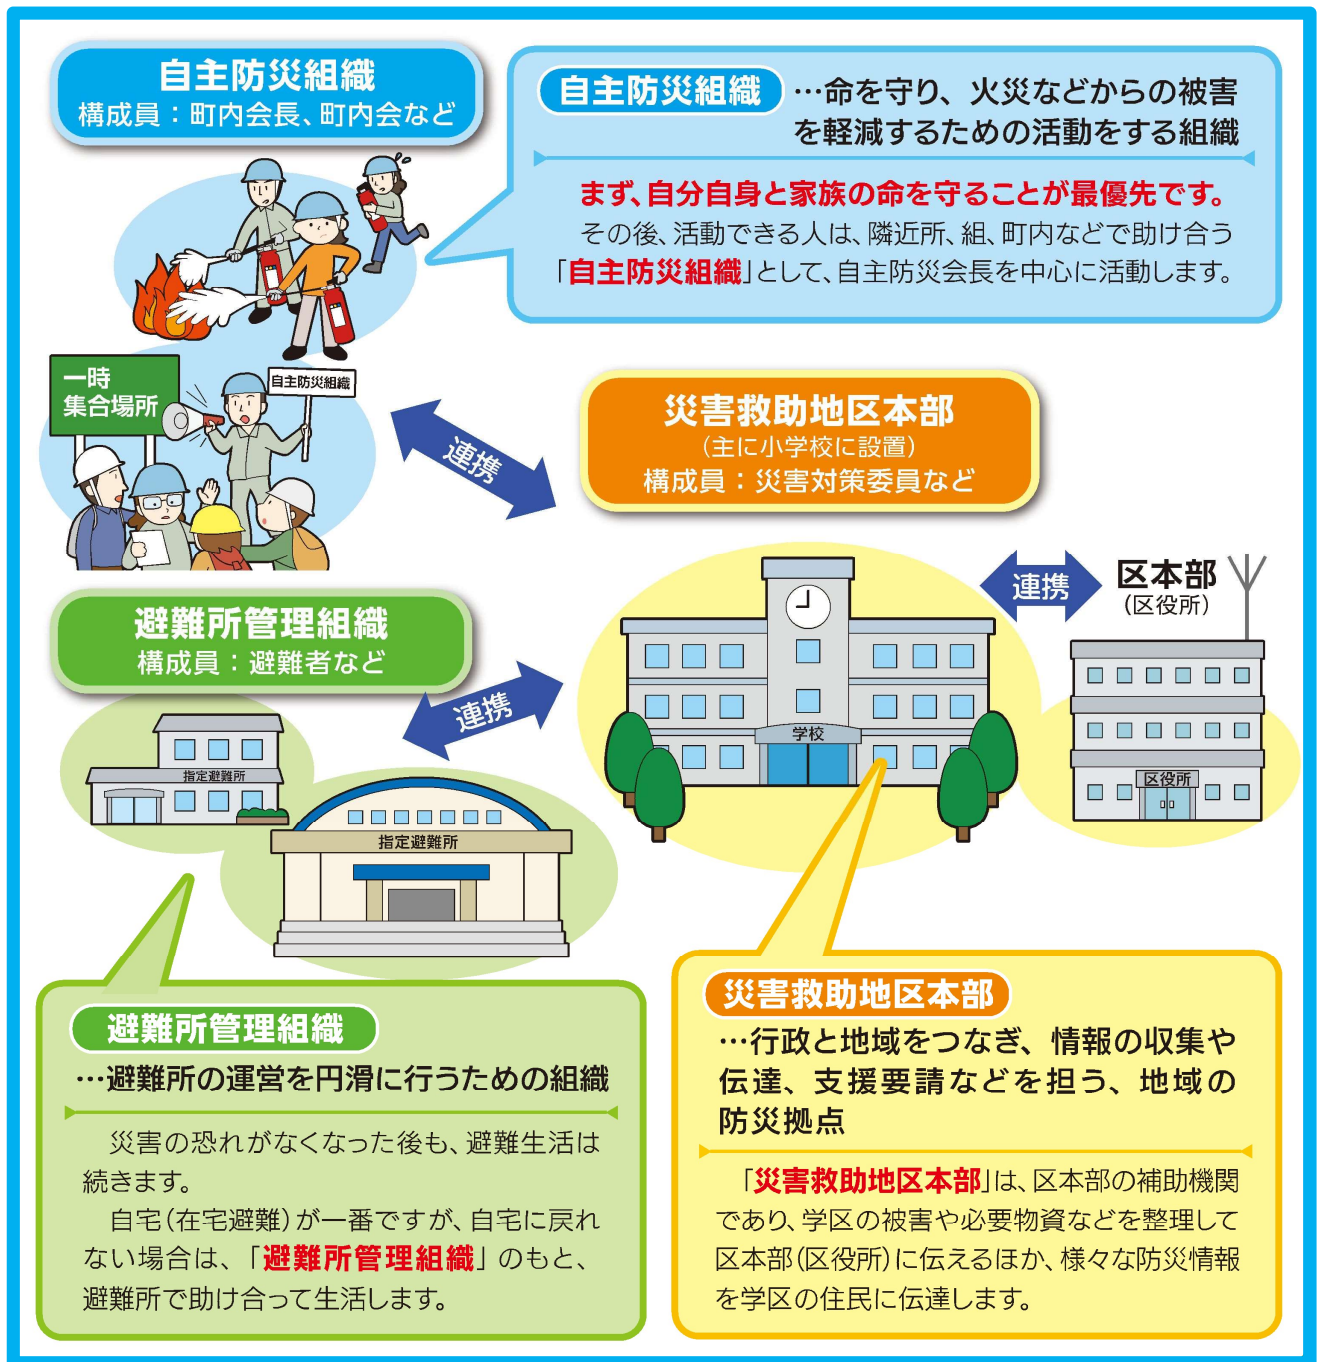 自主防災組織
構成員：町内会長、町内会など
自主防災組織 …命を守り、火災などからの被害
を軽減するための活動をする組織
まず、自分自身と家族の命を守ることが最優先です。
その後、活動できる人は、隣近所、組、町内などで助け合う
「自主防災組織」として、自主防災会長を中心に活動します。
一時
集合場所
自主防災組織
連携
災害救助地区本部
（主に小学校に設置）
構成員：災害対策委員など
連携
区本部
（区役所）
避難所管理組織
構成員：避難者など
連携
指定避難所
指定避難所
学校
区役所
避難所管理組織
…避難所の運営を円滑に行うための組織
災害の恐れがなくなった後も、避難生活は
続きます。
自宅（在宅避難）が一番ですが、自宅に戻れ
ない場合は、「避難所管理組織」のもと、
避難所で助け合って生活します。
災害救助地区本部
…行政と地域をつなぎ、情報の収集や
伝達、支援要請などを担う、地域の
防災拠点
「災害救助地区本部」は、区本部の補助機関
であり、学区の被害や必要物資などを整理して
区本部（区役所）に伝えるほか、様々な防災情報
を学区の住民に伝達します。